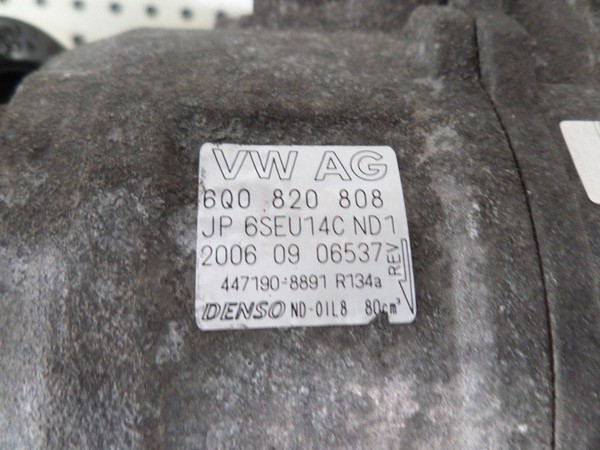 VW AG
6Q0 820 808
JP 6SEU14C ND1
2006 09 06537
REV
447190-8891 R134a
DENSO ND-OIL8 80cm³